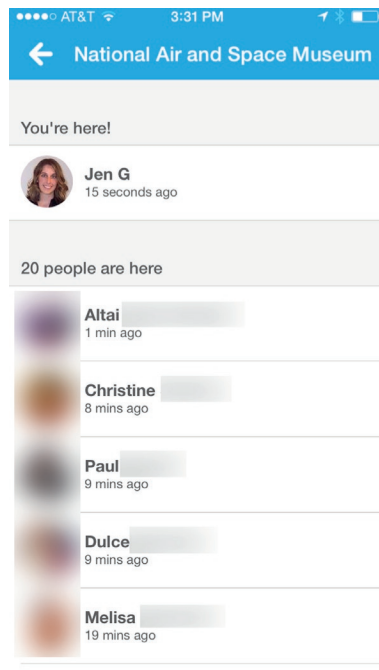 AT&T 3:31 PM
National Air and Space Museum
You're here!
Jen G
15 seconds ago
20 people are here
Altai
1 min ago
Christine
8 mins ago
Paul
9 mins ago
Dulce
9 mins ago
Melisa
19 mins ago